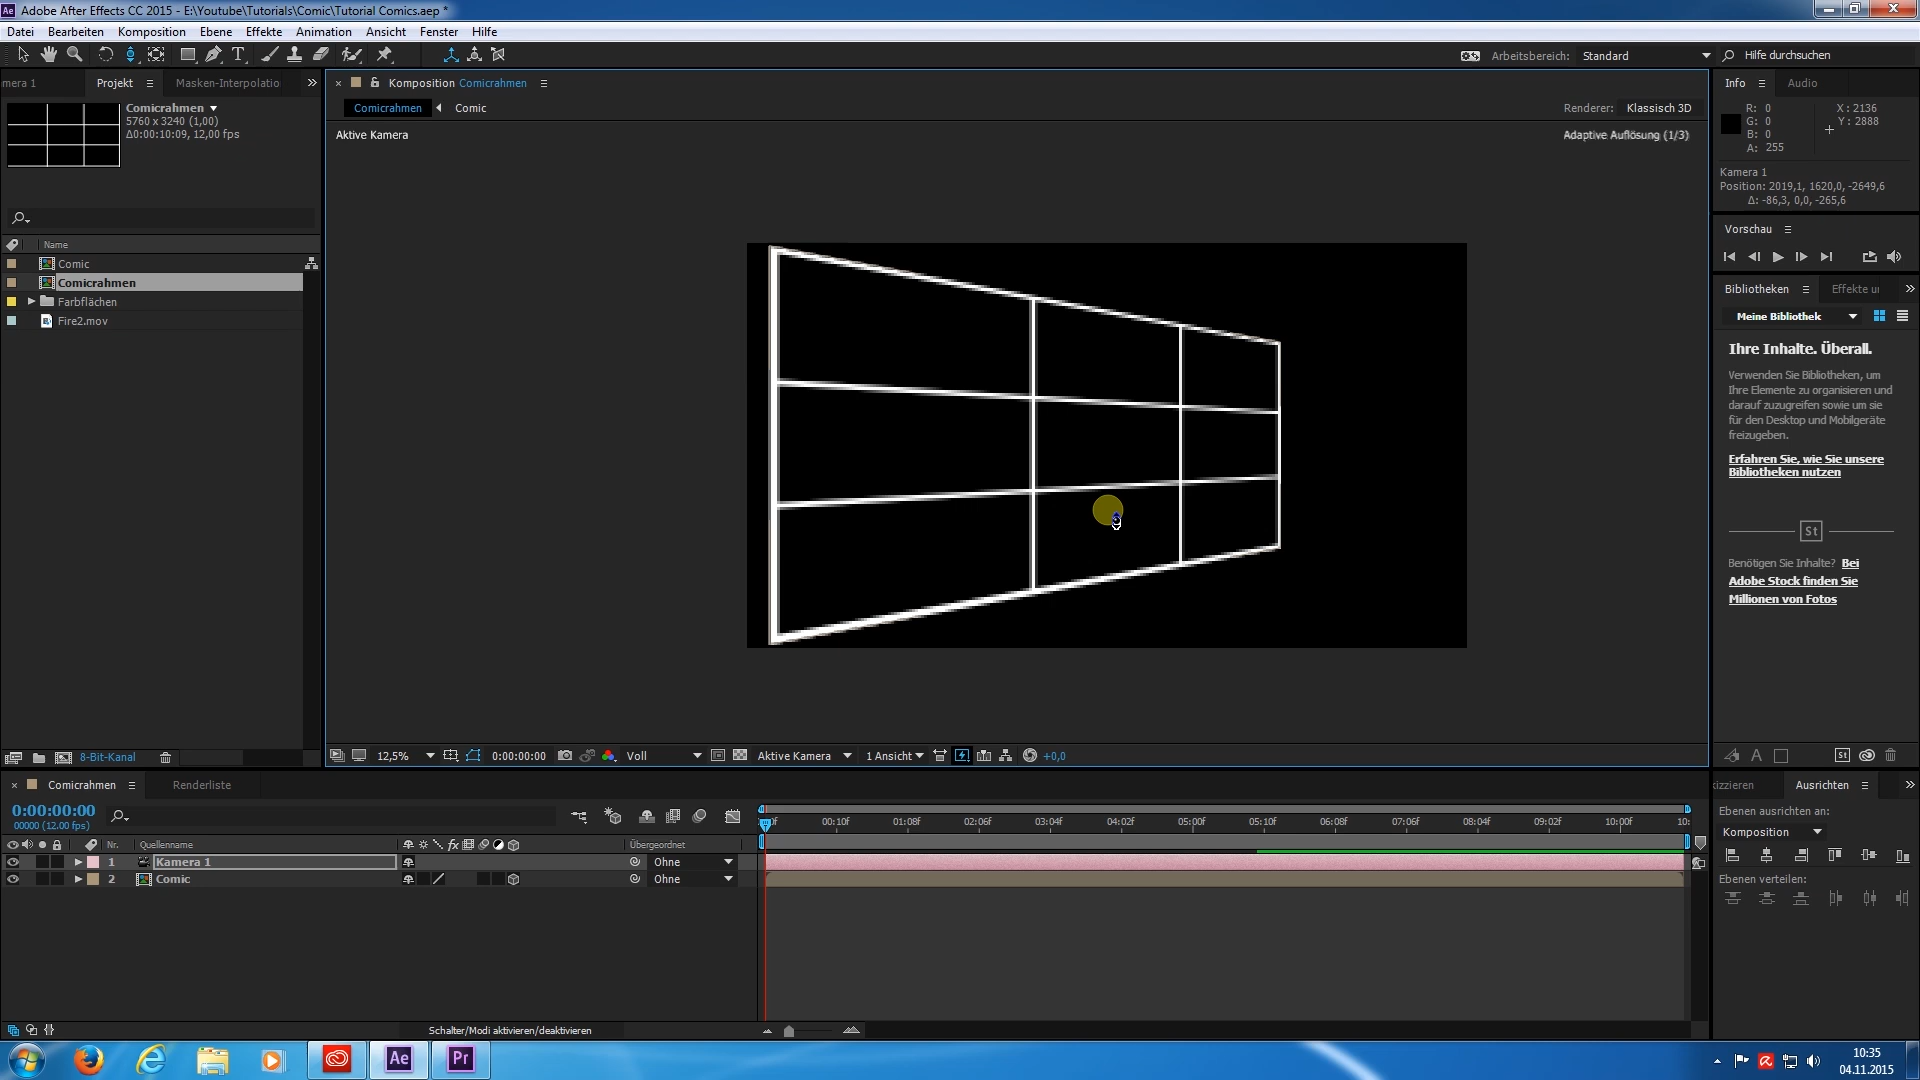 Adobe After Effects CC 2015 - E:\Youtube\Tutorials\Comic\Tutorial Comics.aep *
Datei Bearbeiten Komposition Ebene Effekte Animation Ansicht Fenster Hilfe
Arbeitsbereich: Standard Hilfe durchsuchen
mera 1 Projekt Masken-Interpolatio
Comicrahmen
5760 x 3240 (1,00)
Δ0:00:10:09, 12,00 fps
Name
Comic
Comicrahmen
Farbflächen
Fire2.mov
8-Bit-Kanal
Komposition Comicrahmen
Comicrahmen Comic
Renderer: Klassisch 3D
Aktive Kamera
Adaptive Auflösung (1/3)
12,5% 0:00:00:00 Voll Aktive Kamera 1 Ansicht +0,0
Info Audio
R: 0
G: 0
B: 0
A: 255
X: 2136
Y: 2888
Kamera 1
Position: 2019,1, 1620,0, -2649,6
Δ: -86,3, 0,0, -265,6
Vorschau
Bibliotheken Effekte ur
Meine Bibliothek
Ihre Inhalte. Überall.
Verwenden Sie Bibliotheken, um
Ihre Elemente zu organisieren und
darauf zuzugreifen sowie um sie
für den Desktop und Mobilgeräte
freizugeben.
Erfahren Sie, wie Sie unsere
Bibliotheken nutzen
St
Benötigen Sie Inhalte? Bei
Adobe Stock finden Sie
Millionen von Fotos
St
Comicrahmen Renderliste
0:00:00:00
00000 (12.00 fps)
00:10f 01:08f 02:06f 03:04f 04:02f 05:00f 05:10f 06:08f 07:06f 08:04f 09:02f 10:00f 10:
Nr. Quellenname fx Übergeordnet
1 Kamera 1 Ohne
2 Comic Ohne
Schalter/Modi aktivieren/deaktivieren
kizzieren Ausrichten
Ebenen ausrichten an:
Komposition
Ebenen verteilen:
Ae Pr
10:35
04.11.2015